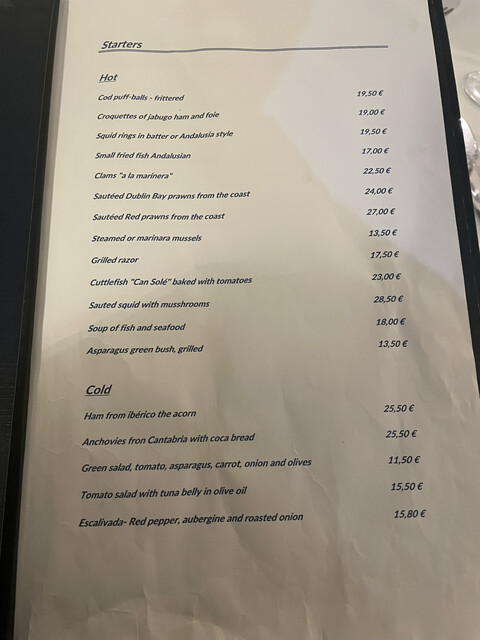 Starters
Hot
Cod puff-balls - frittered 19,50 €
Croquettes of jabugo ham and foie 19,00 €
Squid rings in batter or Andalusia style 19,50 €
Small fried fish Andalusian 17,00 €
Clams "a la marinera" 22,50 €
Sautéed Dublin Bay prawns from the coast 24,00 €
Sautéed Red prawns from the coast 27,00 €
Steamed or marinara mussels 13,50 €
Grilled razor 17,50 €
Cuttlefish "Can Solé" baked with tomatoes 23,00 €
Sauted squid with musshrooms 28,50 €
Soup of fish and seafood 18,00 €
Asparagus green bush, grilled 13,50 €
Cold
Ham from ibérico the acorn 25,50 €
Anchovies fron Cantabria with coca bread 25,50 €
Green salad, tomato, asparagus, carrot, onion and olives 11,50 €
Tomato salad with tuna belly in olive oil 15,50 €
Escalivada- Red pepper, aubergine and roasted onion 15,80 €